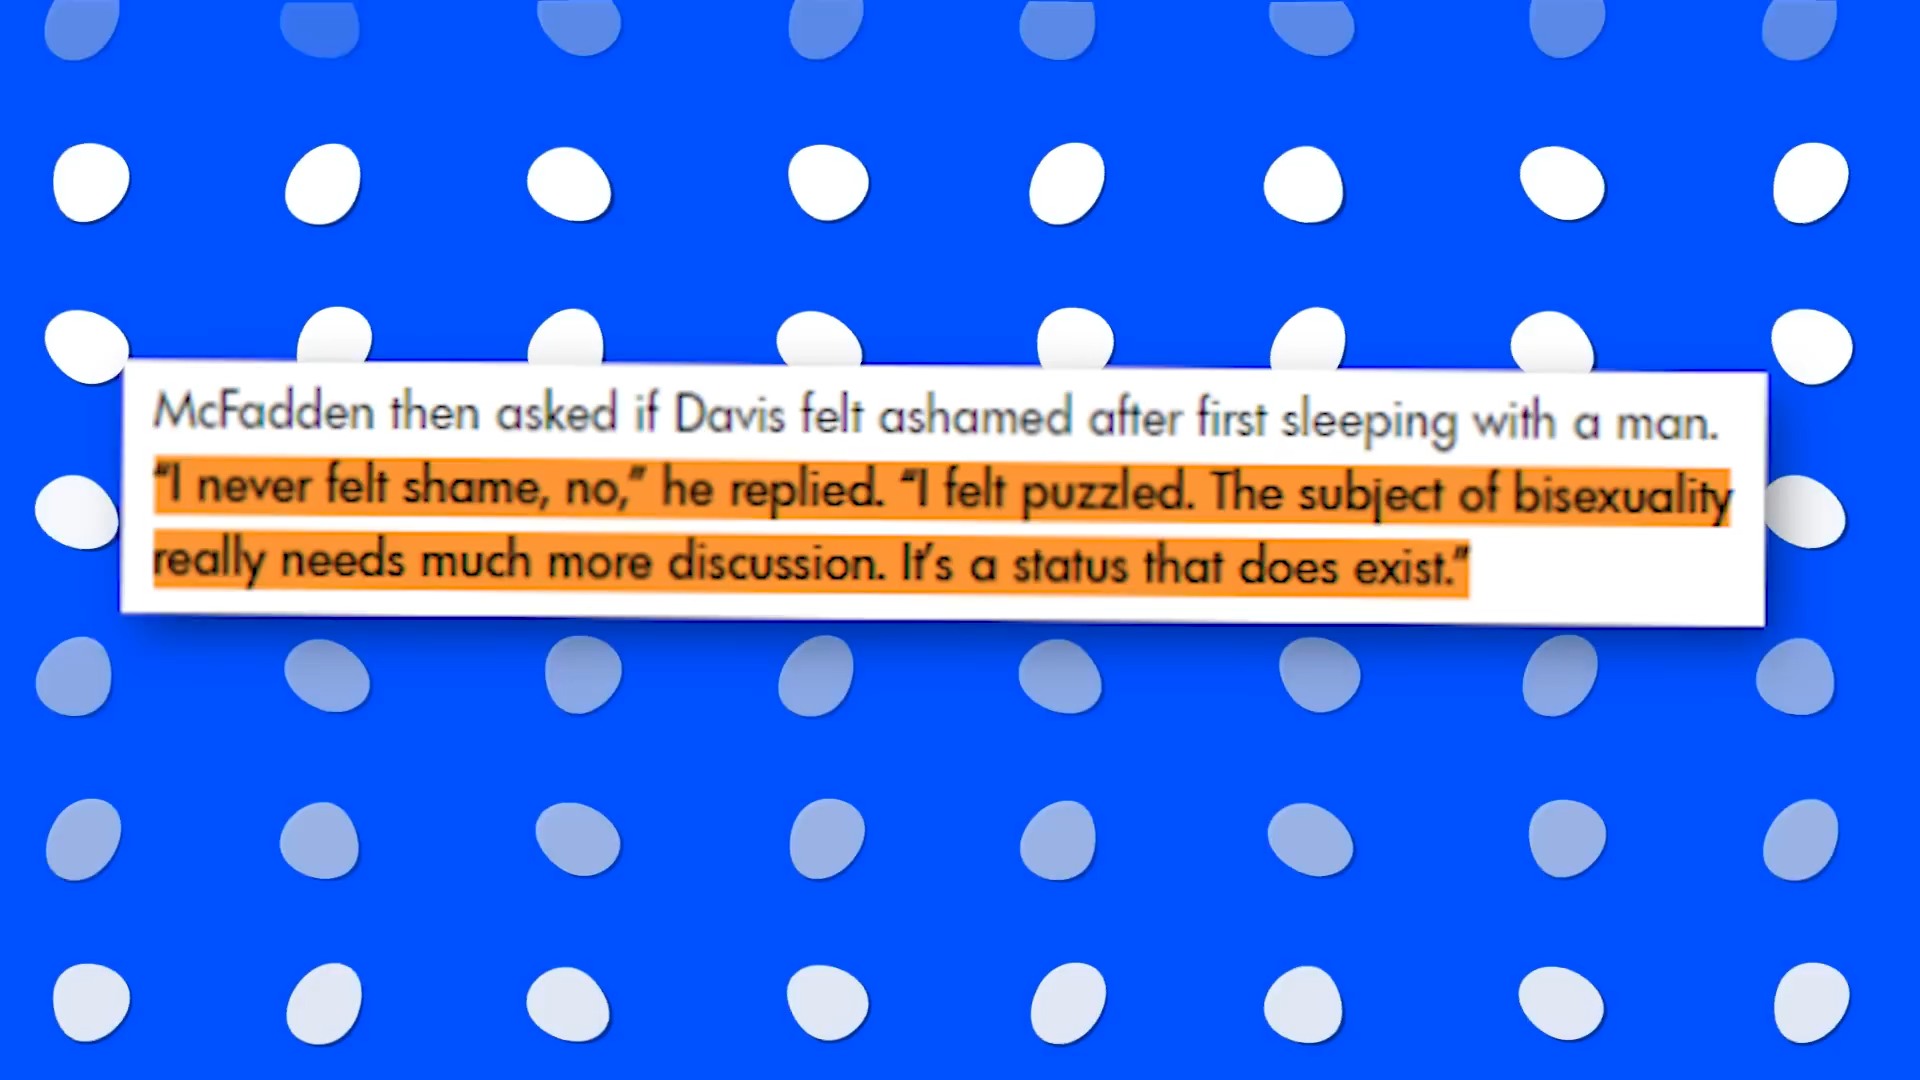 McFadden then asked if Davis felt ashamed after first sleeping with a man.
“I never felt shame, no,” he replied. “I felt puzzled. The subject of bisexuality
really needs much more discussion. It’s a status that does exist.”